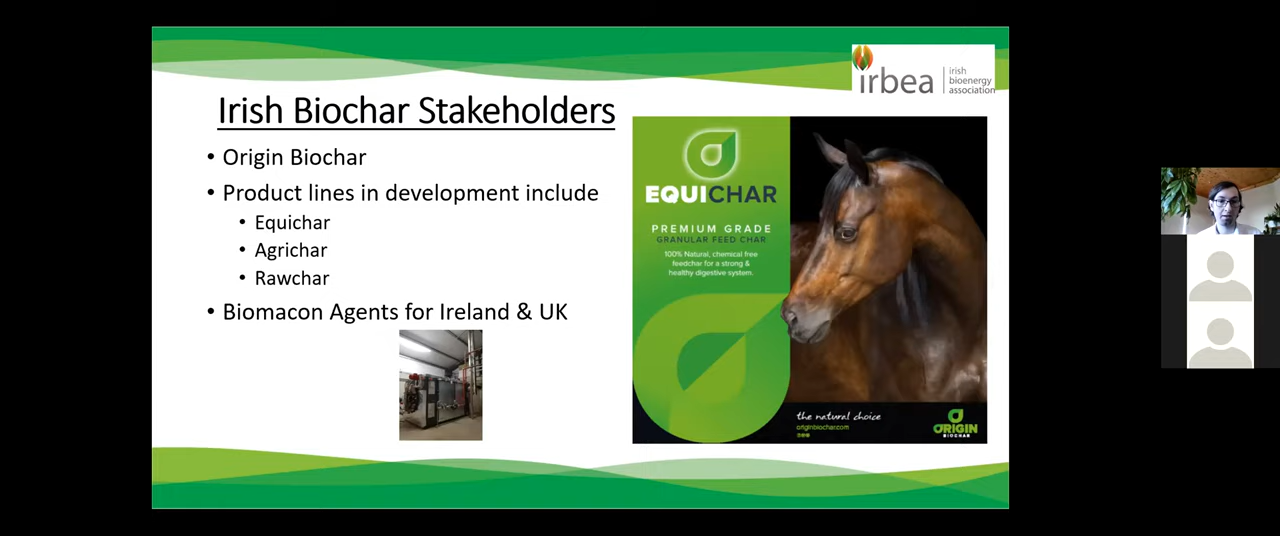 irbea
irish
bioenergy
association
Irish Biochar Stakeholders
• Origin Biochar
• Product lines in development include
• Equichar
• Agrichar
• Rawchar
• Biomacon Agents for Ireland & UK
EQUICHAR
PREMIUM GRADE
GRANULAR FEED CHAR
100% Natural, chemical free
feedchar for a strong &
healthy digestive system.
the natural choice
originbiochar.com
ORIGIN
BIOCHAR